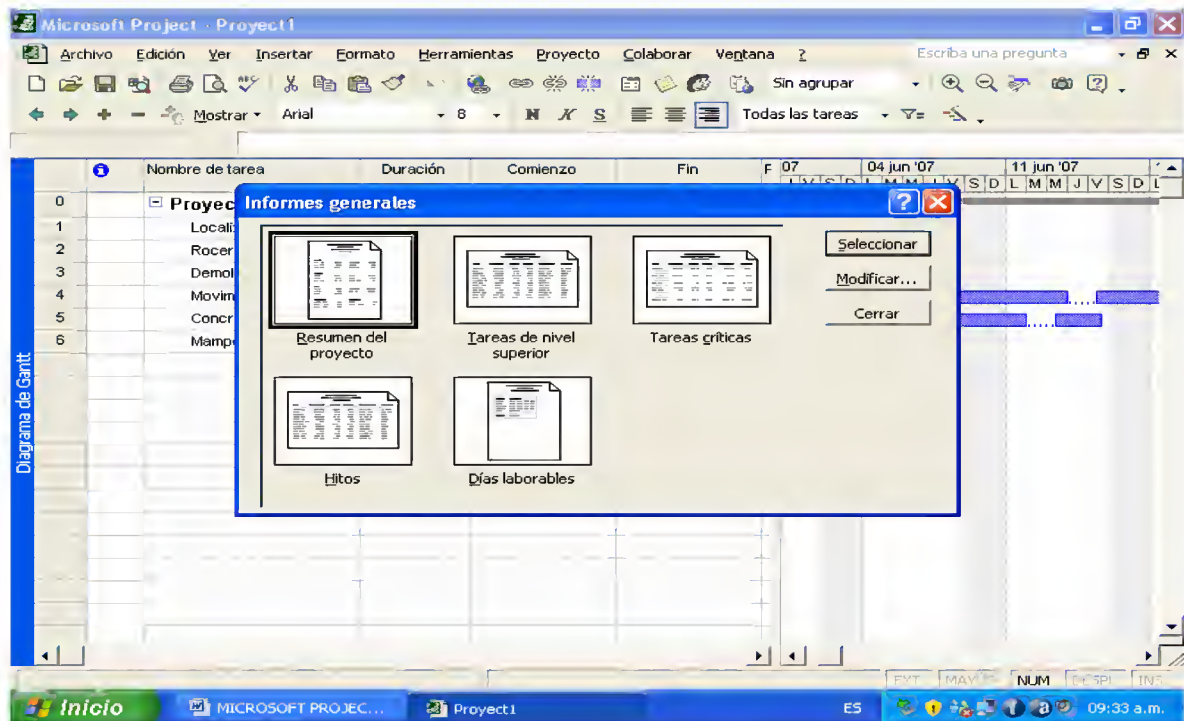 Microsoft Project - Proyect1
Archivo Edición Ver Insertar Formato Herramientas Proyecto Colaborar Ventana ? Escriba una pregunta
Sin agrupar
Mostrar Arial 8 N K S Todas las tareas
Nombre de tarea Duración Comienzo Fin F 07 04 jun '07 11 jun '07
S D L M M J V S D L
0 Proyec
1 Locali
2 Rocer
3 Demol
4 Movim
5 Concr
6 Mamp
Informes generales
Seleccionar
Modificar...
Cerrar
Resumen del proyecto
Tareas de nivel superior
Tareas críticas
Hitos
Días laborables
Diagrama de Gantt
EXT MAY NUM INS
Inicio MICROSOFT PROJEC... Proyect1 ES 09:33 a.m.